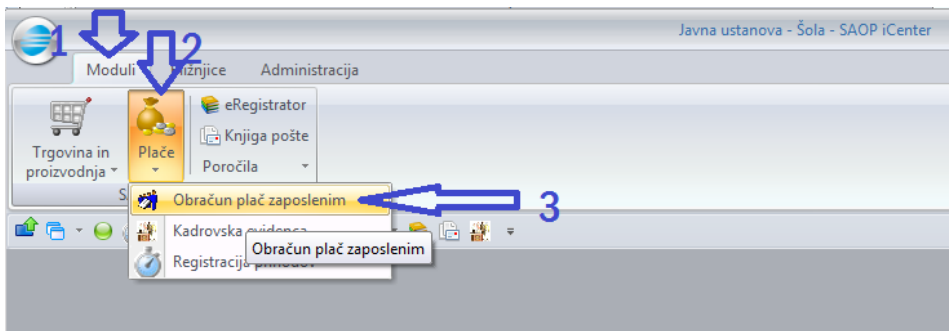 Javna ustanova - Šola - SAOP iCenter
1
2
Moduli
Administracija
Trgovina in
proizvodnja
Plače
eRegistrator
Knjiga pošte
Poročila
S
Obračun plač zaposlenim
3
Kadrovska evidenca
Obračun plač zaposlenim